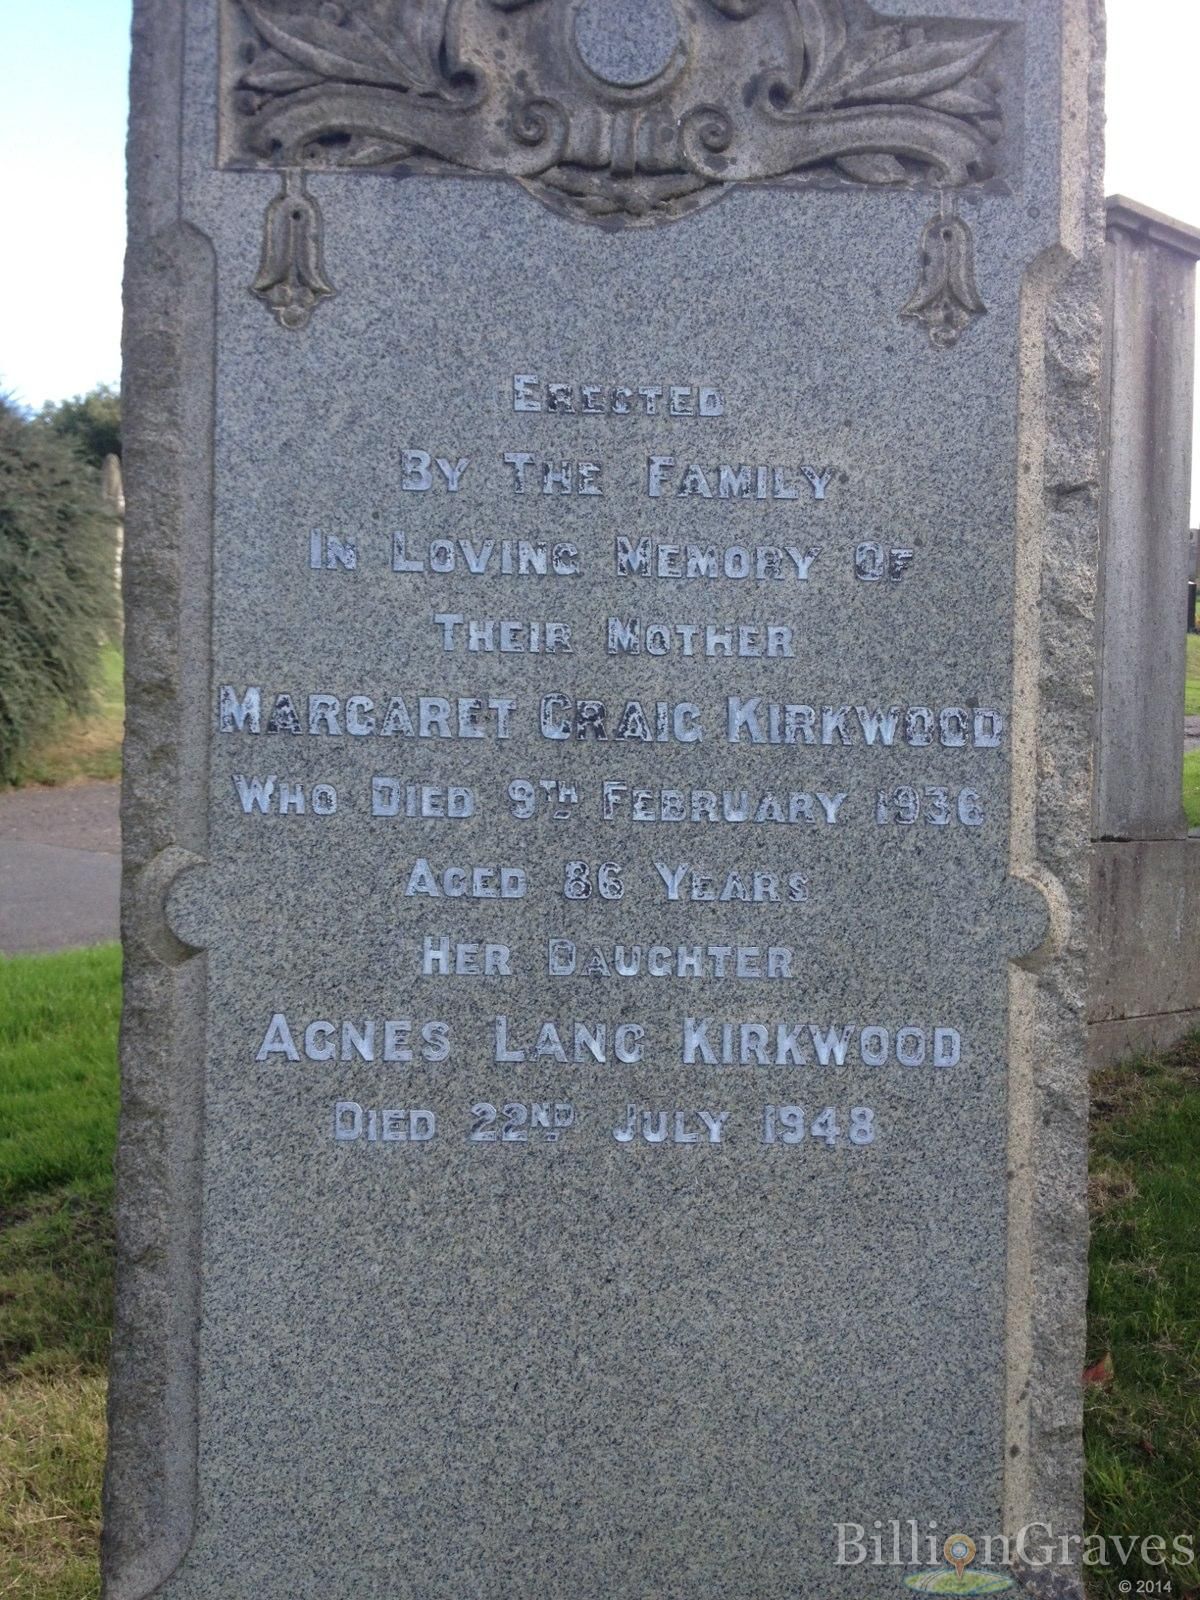 ERECTED
BY THE FAMILY
IN LOVING MEMORY OF
THEIR MOTHER
MARGARET CRAIG KIRKWOOD
WHO DIED 9TH FEBRUARY 1936
AGED 86 YEARS
HER DAUGHTER
AGNES LANG KIRKWOOD
DIED 22ND JULY 1948
BillionGraves
© 2014